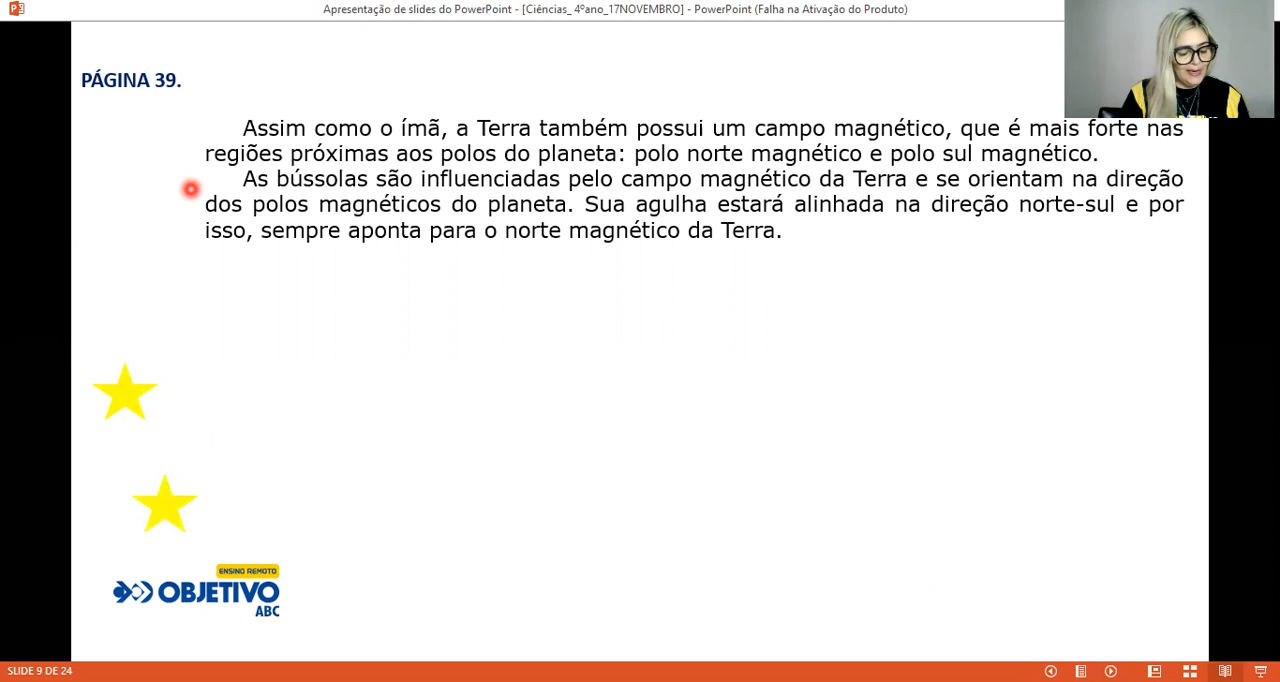 Apresentação de slides do PowerPoint - [Ciências_ 4ºano_17NOVEMBRO] - PowerPoint (Falha na Ativação do Produto)
PÁGINA 39.
Assim como o ímã, a Terra também possui um campo magnético, que é mais forte nas
regiões próximas aos polos do planeta: polo norte magnético e polo sul magnético.
As bússolas são influenciadas pelo campo magnético da Terra e se orientam na direção
dos polos magnéticos do planeta. Sua agulha estará alinhada na direção norte-sul e por
isso, sempre aponta para o norte magnético da Terra.
ENSINO REMOTO
OBJETIVO
ABC
SLIDE 9 DE 24